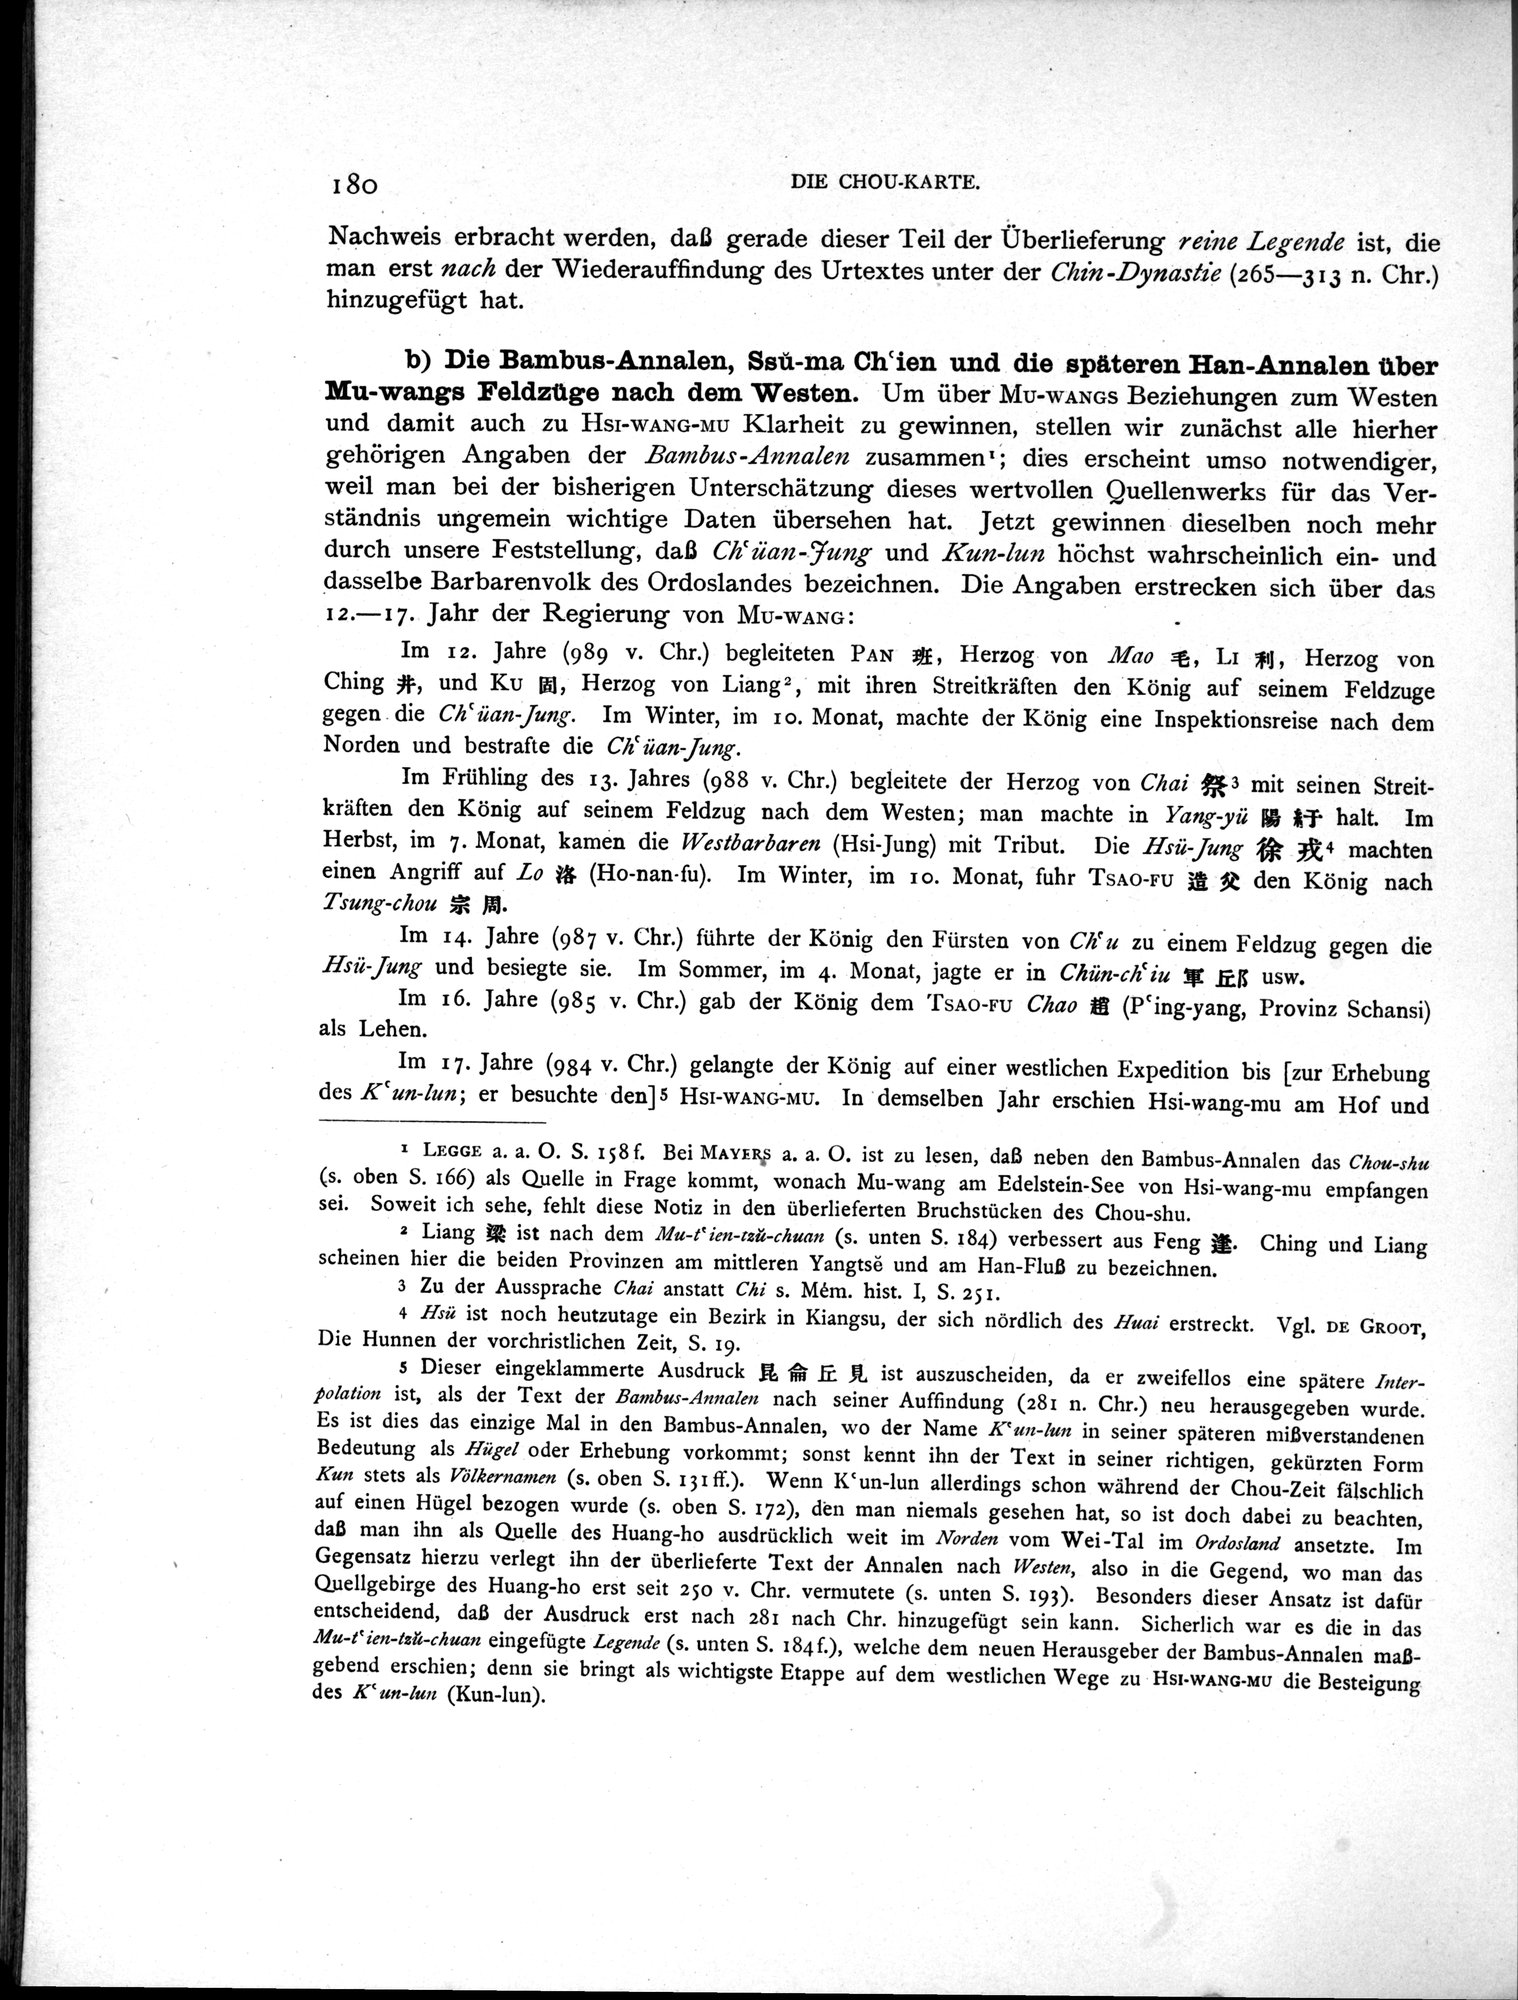 180
DIE CHOU-KARTE.
Nachweis erbracht werden, daß gerade dieser Teil der Überlieferung reine Legende ist, die
man erst nach der Wiederauffindung des Urtextes unter der Chin-Dynastie (265—313 n. Chr.)
hinzugefügt hat.
b) Die Bambus-Annalen, Ssŭ-ma Chʿien und die späteren Han-Annalen über
Mu-wangs Feldzüge nach dem Westen. Um über Mu-wangs Beziehungen zum Westen
und damit auch zu Hsi-wang-mu Klarheit zu gewinnen, stellen wir zunächst alle hierher
gehörigen Angaben der Bambus-Annalen zusammen¹; dies erscheint umso notwendiger,
weil man bei der bisherigen Unterschätzung dieses wertvollen Quellenwerks für das Ver-
ständnis ungemein wichtige Daten übersehen hat. Jetzt gewinnen dieselben noch mehr
durch unsere Feststellung, daß Chʿüan-Jung und Kun-lun höchst wahrscheinlich ein- und
dasselbe Barbarenvolk des Ordoslandes bezeichnen. Die Angaben erstrecken sich über das
12.—17. Jahr der Regierung von Mu-wang:
Im 12. Jahre (989 v. Chr.) begleiteten Pan 班, Herzog von Mao 毛, Li 利, Herzog von
Ching 井, und Ku 固, Herzog von Liang², mit ihren Streitkräften den König auf seinem Feldzuge
gegen die Chʿüan-Jung. Im Winter, im 10. Monat, machte der König eine Inspektionsreise nach dem
Norden und bestrafte die Chʿüan-Jung.
Im Frühling des 13. Jahres (988 v. Chr.) begleitete der Herzog von Chai 祭³ mit seinen Streit-
kräften den König auf seinem Feldzug nach dem Westen; man machte in Yang-yü 陽 紆 halt. Im
Herbst, im 7. Monat, kamen die Westbarbaren (Hsi-Jung) mit Tribut. Die Hsü-Jung 徐 戎⁴ machten
einen Angriff auf Lo 洛 (Ho-nan-fu). Im Winter, im 10. Monat, fuhr Tsao-fu 造 父 den König nach
Tsung-chou 宗 周.
Im 14. Jahre (987 v. Chr.) führte der König den Fürsten von Chʿu zu einem Feldzug gegen die
Hsü-Jung und besiegte sie. Im Sommer, im 4. Monat, jagte er in Chün-chʿiu 軍 邱 usw.
Im 16. Jahre (985 v. Chr.) gab der König dem Tsao-fu Chao 趙 (Pʿing-yang, Provinz Schansi)
als Lehen.
Im 17. Jahre (984 v. Chr.) gelangte der König auf einer westlichen Expedition bis [zur Erhebung
des Kʿun-lun; er besuchte den]⁵ Hsi-wang-mu. In demselben Jahr erschien Hsi-wang-mu am Hof und
¹ Legge a. a. O. S. 158f. Bei Mayers a. a. O. ist zu lesen, daß neben den Bambus-Annalen das Chou-shu
(s. oben S. 166) als Quelle in Frage kommt, wonach Mu-wang am Edelstein-See von Hsi-wang-mu empfangen
sei. Soweit ich sehe, fehlt diese Notiz in den überlieferten Bruchstücken des Chou-shu.
² Liang 梁 ist nach dem Mu-tʿien-tzŭ-chuan (s. unten S. 184) verbessert aus Feng 逢. Ching und Liang
scheinen hier die beiden Provinzen am mittleren Yangtsĕ und am Han-Fluß zu bezeichnen.
³ Zu der Aussprache Chai anstatt Chi s. Mém. hist. I, S. 251.
⁴ Hsü ist noch heutzutage ein Bezirk in Kiangsu, der sich nördlich des Huai erstreckt. Vgl. de Groot,
Die Hunnen der vorchristlichen Zeit, S. 19.
⁵ Dieser eingeklammerte Ausdruck 昆 侖 丘 見 ist auszuscheiden, da er zweifellos eine spätere Inter-
polation ist, als der Text der Bambus-Annalen nach seiner Auffindung (281 n. Chr.) neu herausgegeben wurde.
Es ist dies das einzige Mal in den Bambus-Annalen, wo der Name Kʿun-lun in seiner späteren mißverstandenen
Bedeutung als Hügel oder Erhebung vorkommt; sonst kennt ihn der Text in seiner richtigen, gekürzten Form
Kun stets als Völkernamen (s. oben S. 131ff.). Wenn Kʿun-lun allerdings schon während der Chou-Zeit fälschlich
auf einen Hügel bezogen wurde (s. oben S. 172), den man niemals gesehen hat, so ist doch dabei zu beachten,
daß man ihn als Quelle des Huang-ho ausdrücklich weit im Norden vom Wei-Tal im Ordosland ansetzte. Im
Gegensatz hierzu verlegt ihn der überlieferte Text der Annalen nach Westen, also in die Gegend, wo man das
Quellgebirge des Huang-ho erst seit 250 v. Chr. vermutete (s. unten S. 193). Besonders dieser Ansatz ist dafür
entscheidend, daß der Ausdruck erst nach 281 nach Chr. hinzugefügt sein kann. Sicherlich war es die in das
Mu-tʿien-tzŭ-chuan eingefügte Legende (s. unten S. 184f.), welche dem neuen Herausgeber der Bambus-Annalen maß-
gebend erschien; denn sie bringt als wichtigste Etappe auf dem westlichen Wege zu Hsi-wang-mu die Besteigung
des Kʿun-lun (Kun-lun).